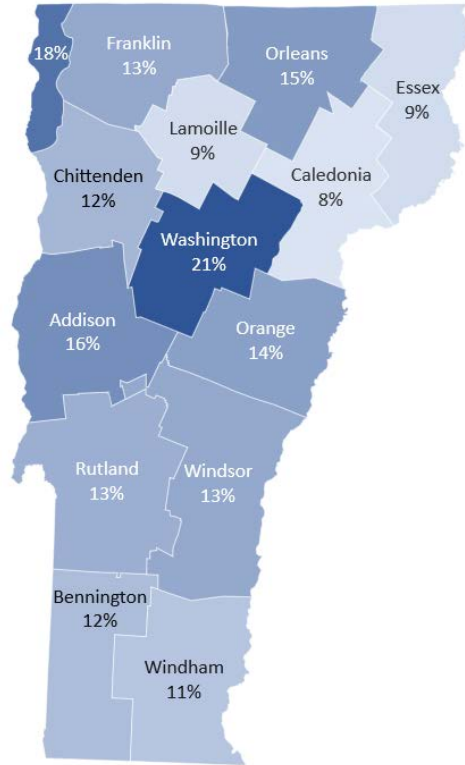 18%
Franklin
13%
Orleans
15%
Essex
9%
Lamoille
9%
Chittenden
12%
Caledonia
8%
Washington
21%
Addison
16%
Orange
14%
Rutland
13%
Windsor
13%
Bennington
12%
Windham
11%